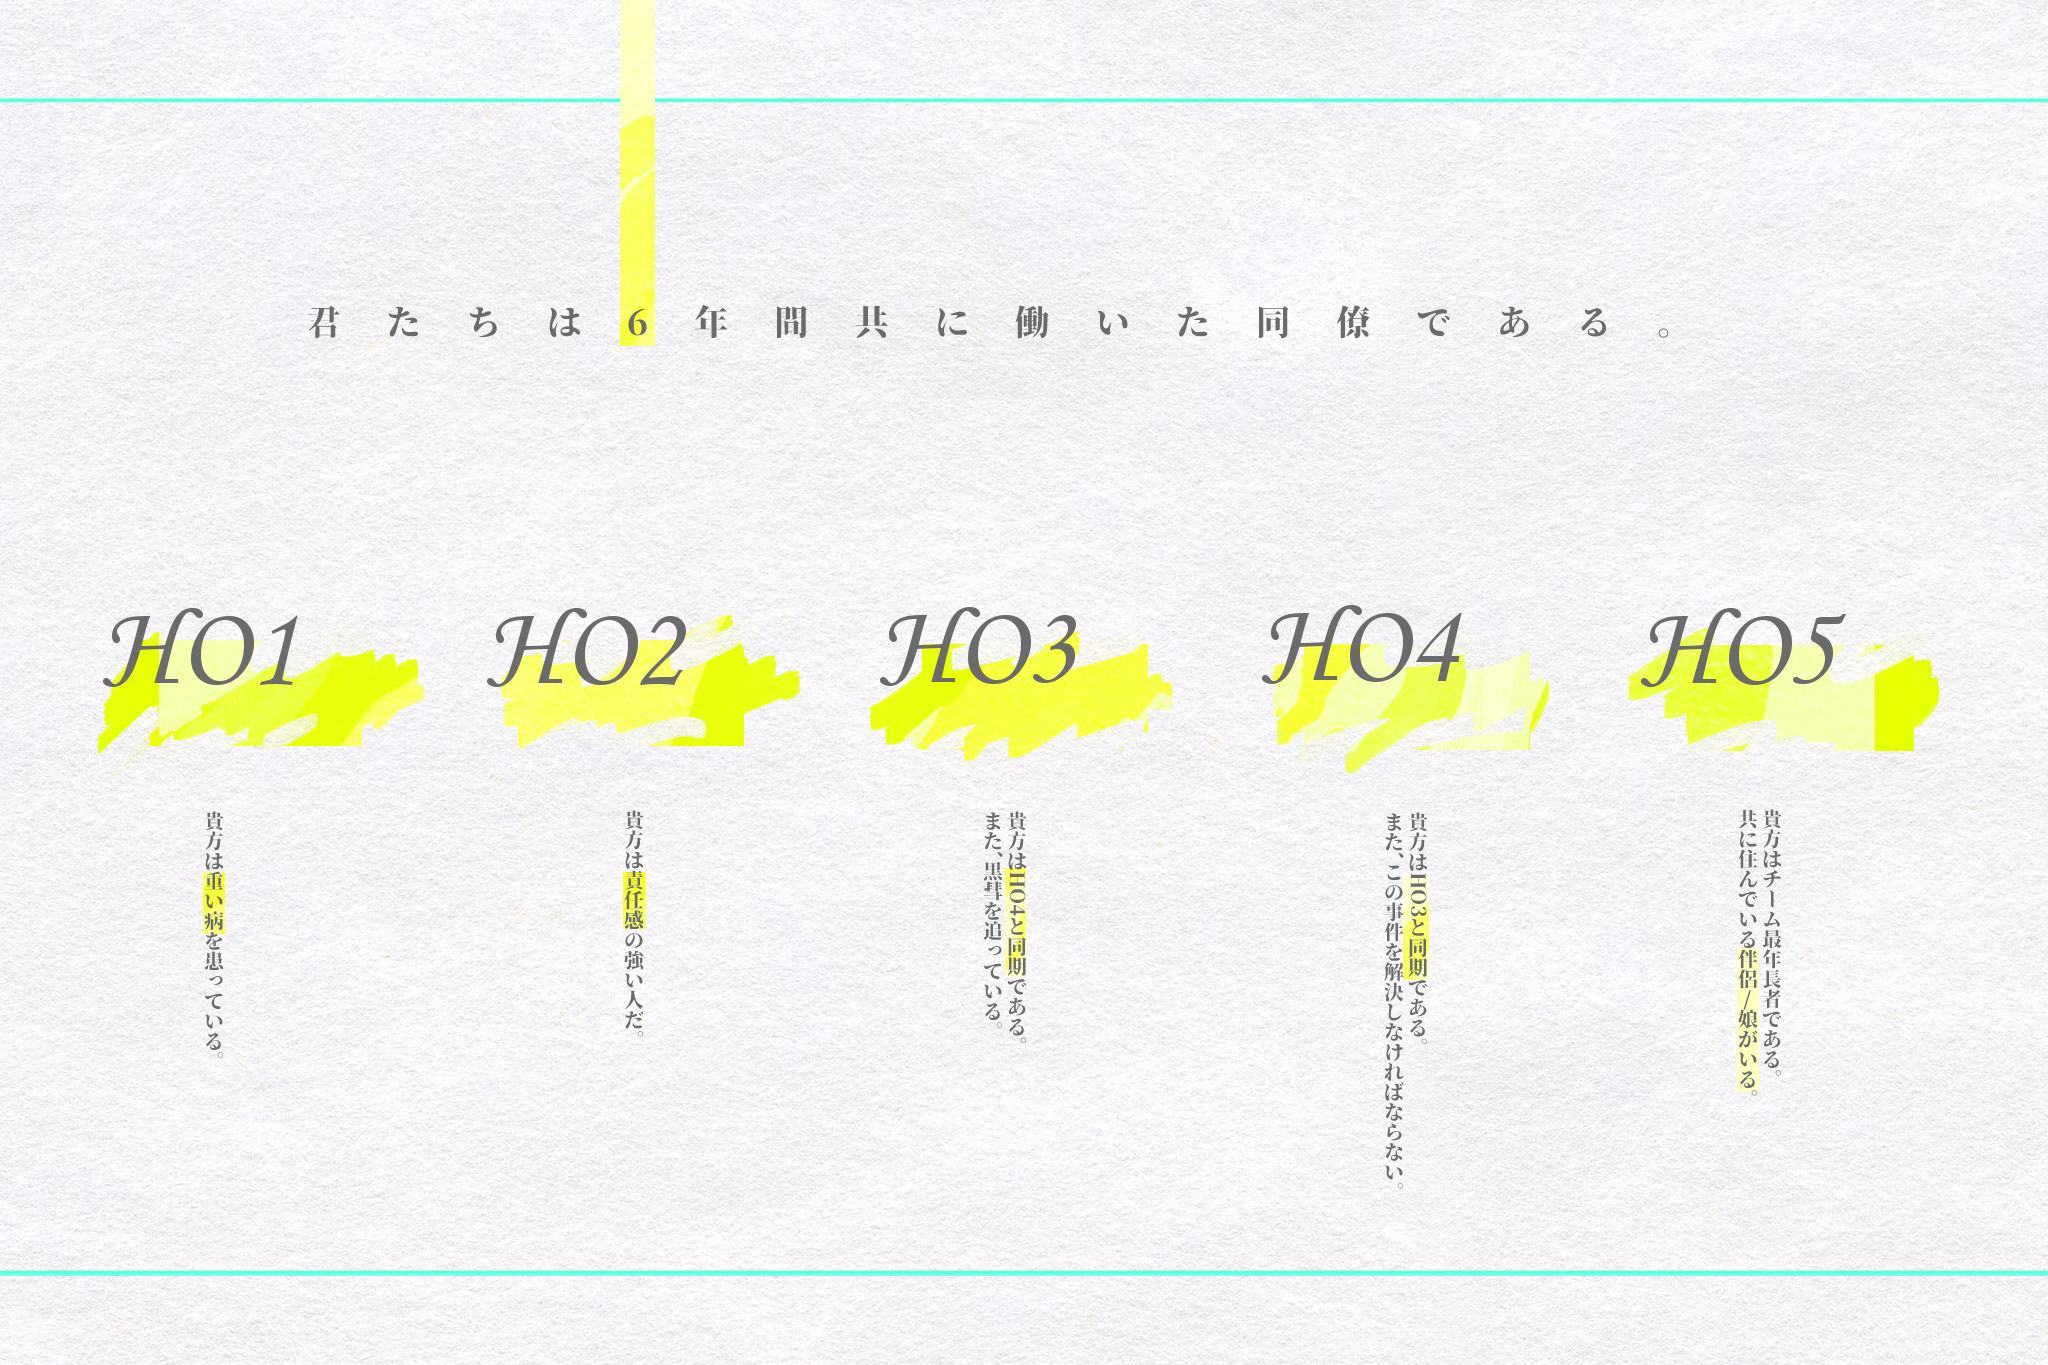 君たちは6年間共に働いた同僚である。
HO1
貴方は重い病を患っている。
HO2
貴方は責任感の強い人だ。
HO3
貴方はHO4と同期である。
また、黒彗を追っている。
HO4
貴方はHO3と同期である。
また、この事件を解決しなければならない。
HO5
貴方はチーム最年長者である。
共に住んでいる伴侶/娘がいる。